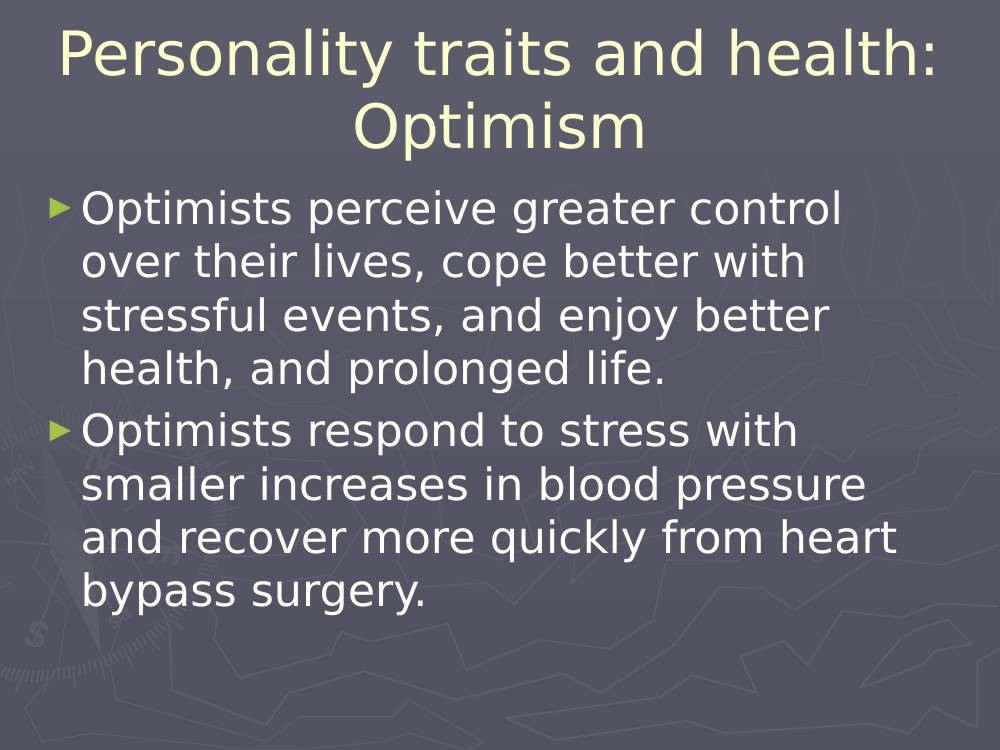 Personality traits and health:
Optimism
Optimists perceive greater control
over their lives, cope better with
stressful events, and enjoy better
health, and prolonged life.
Optimists respond to stress with
smaller increases in blood pressure
and recover more quickly from heart
bypass surgery.